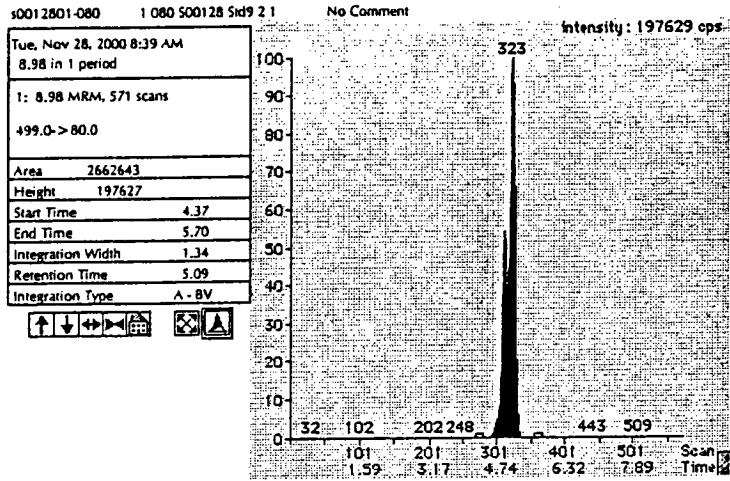 s0012801-080 1 080 S00128 Std9 2 1 No Comment
intensity: 197629 cps
Tue, Nov 28, 2000 8:39 AM
8.98 in 1 period
1: 8.98 MRM, 571 scans
499.0->80.0
Area 2662643
Height 197627
Start Time 4.37
End Time 5.70
Integration Width 1.34
Retention Time 5.09
Integration Type A - BV
323
100
90
80
70
60
50
40
30
20
10
0
32 102 202 248 443 509
101 201 301 401 501 Scan
1.59 3.17 4.74 6.32 7.89 Time